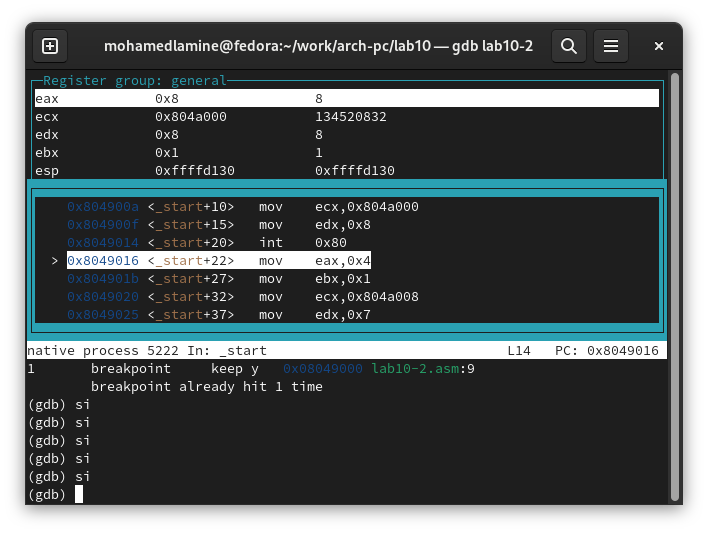 mohamedlamine@fedora:~/work/arch-pc/lab10 — gdb lab10-2
Register group: general
eax 0x8 8
ecx 0x804a000 134520832
edx 0x8 8
ebx 0x1 1
esp 0xffffd130 0xffffd130
0x804900a <_start+10> mov ecx,0x804a000
0x804900f <_start+15> mov edx,0x8
0x8049014 <_start+20> int 0x80
> 0x8049016 <_start+22> mov eax,0x4
0x804901b <_start+27> mov ebx,0x1
0x8049020 <_start+32> mov ecx,0x804a008
0x8049025 <_start+37> mov edx,0x7
native process 5222 In: _start L14 PC: 0x8049016
1 breakpoint keep y 0x08049000 lab10-2.asm:9
breakpoint already hit 1 time
(gdb) si
(gdb) si
(gdb) si
(gdb) si
(gdb) si
(gdb)